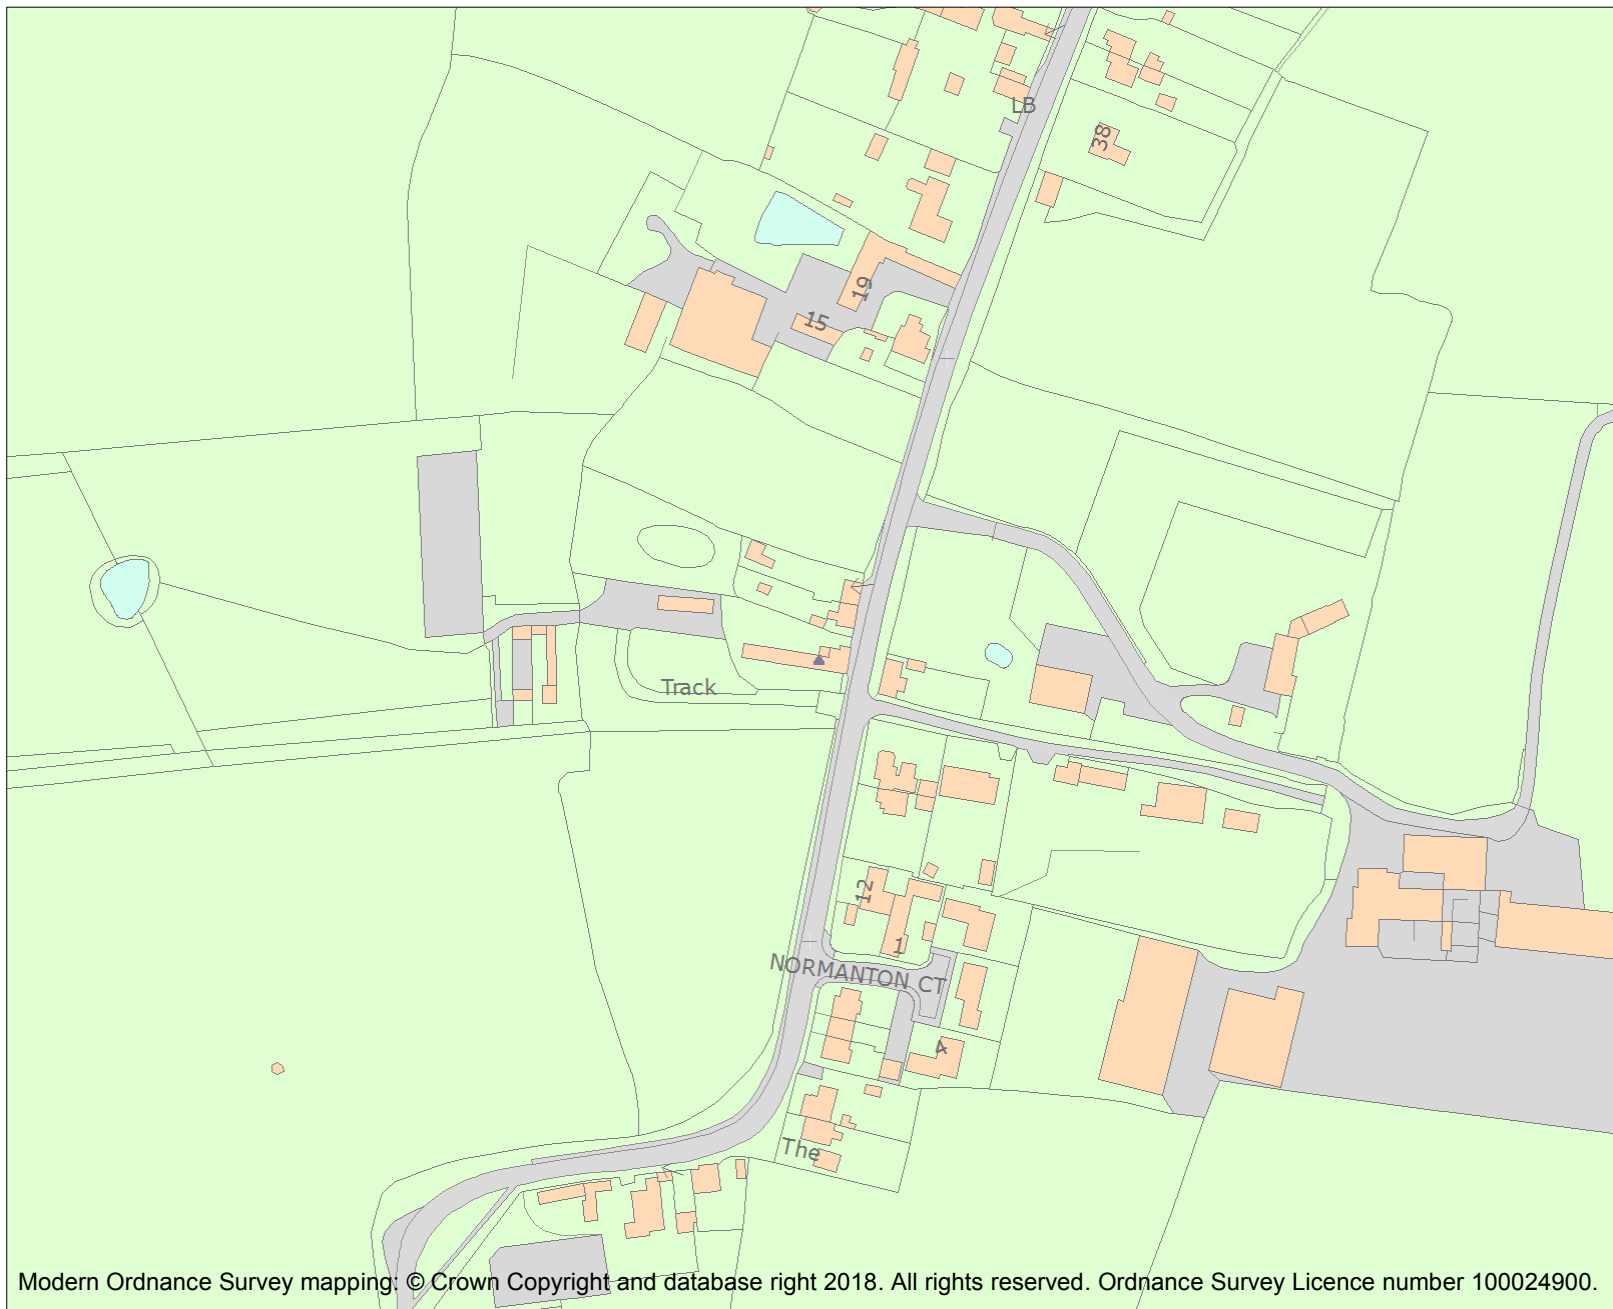 LB
38
19
15
Track
12
1
NORMANTON CT
4
The
Modern Ordnance Survey mapping: © Crown Copyright and database right 2018. All rights reserved. Ordnance Survey Licence number 100024900.